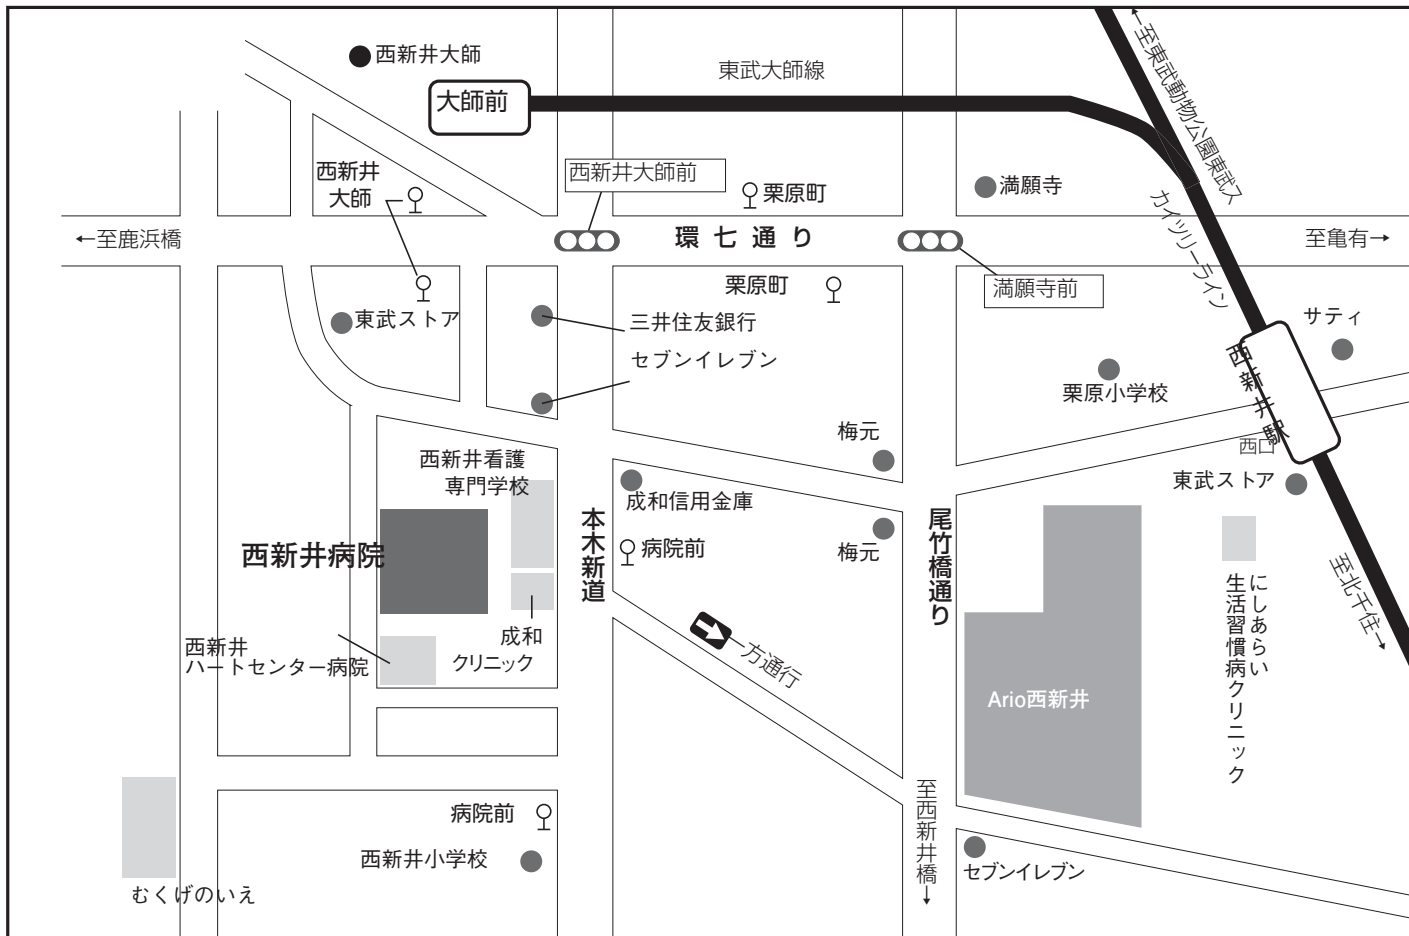 西新井大師
大師前
東武大師線
←至東武動物公園東武ス
カイツリーライン
西新井
大師
西新井大師前
栗原町
満願寺
←至鹿浜橋
環七通り
至亀有→
栗原町
満願寺前
東武ストア
三井住友銀行
セブンイレブン
サティ
西新井駅
西口
栗原小学校
梅元
西新井看護
専門学校
成和信用金庫
東武ストア
西新井病院
本木新道
病院前
梅元
尾竹橋通り
にしあらい
生活習慣病クリニック
至北千住→
成和
クリニック
西新井
ハートセンター病院
一方通行
Ario西新井
病院前
西新井小学校
至西新井橋→
セブンイレブン
むくげのいえ